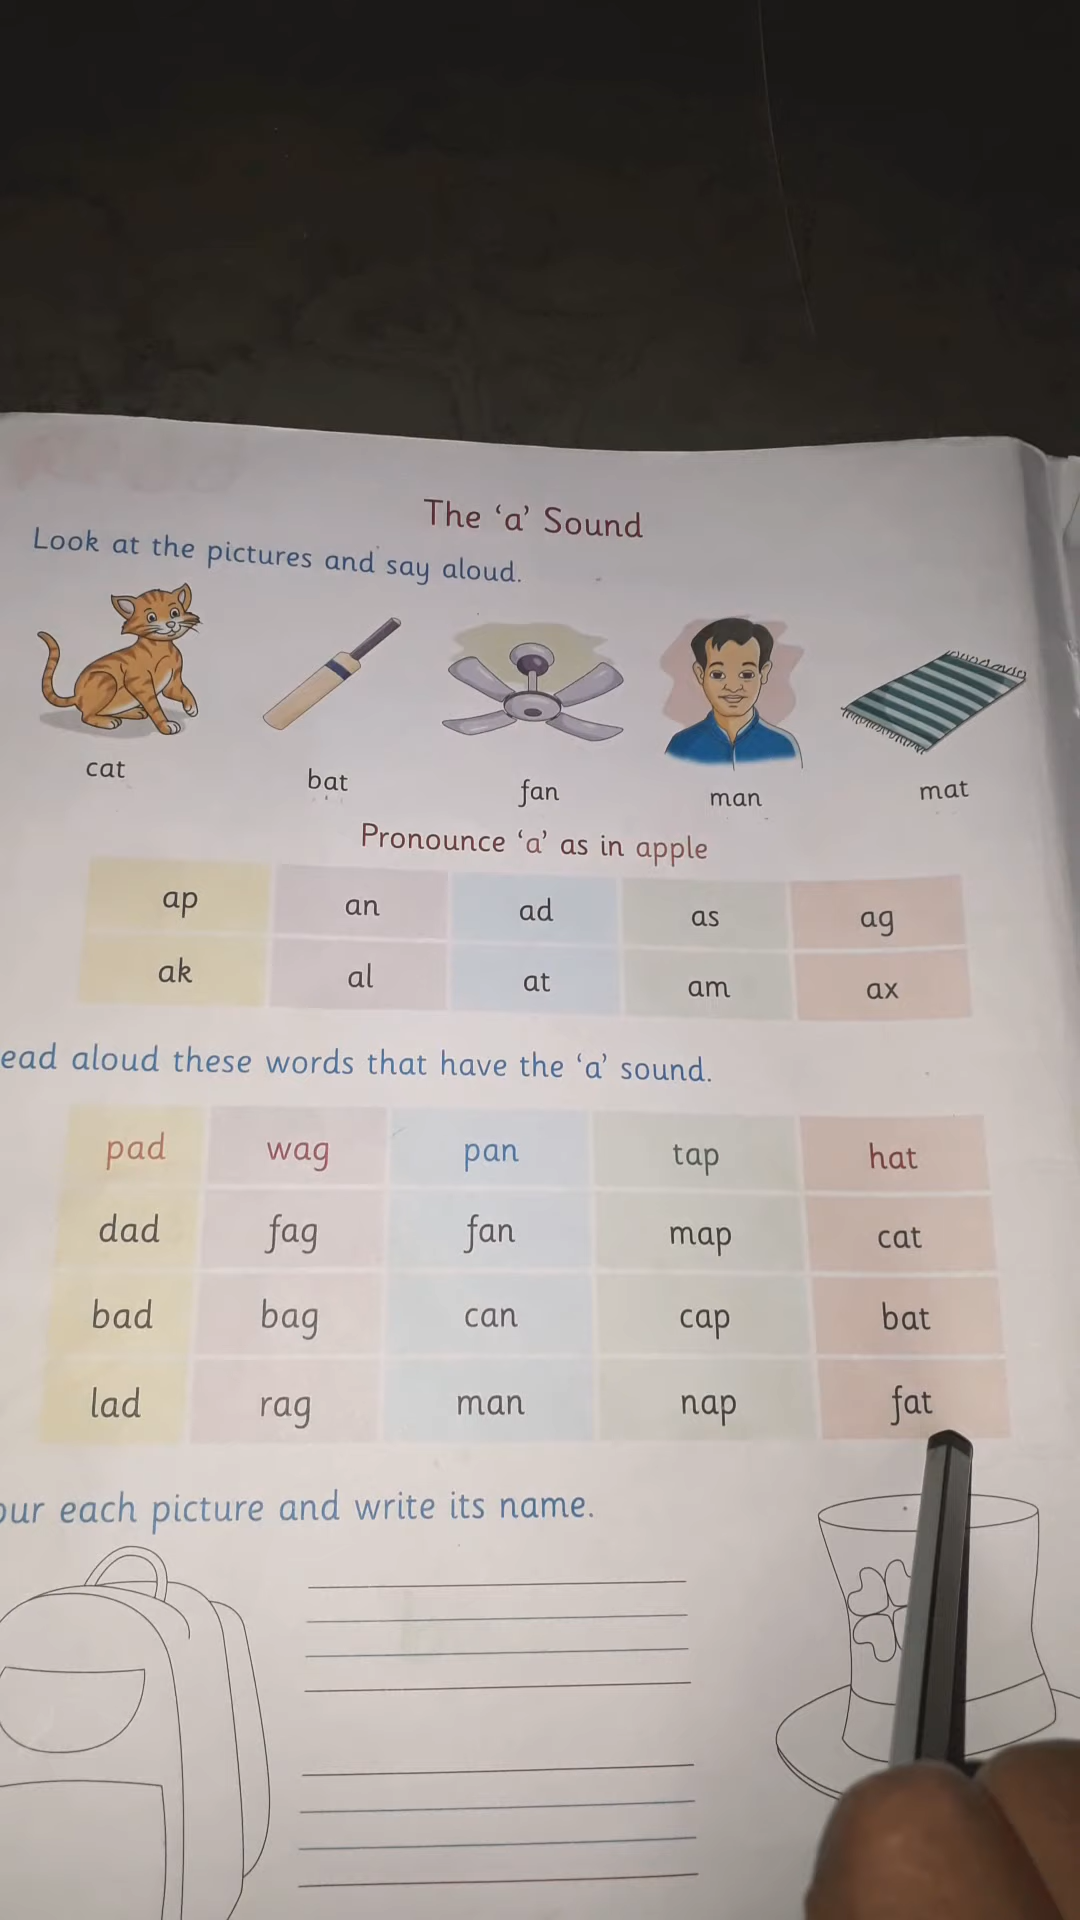 The ‘a’ Sound
Look at the pictures and say aloud.
cat bat fan man mat
Pronounce ‘a’ as in apple
ap an ad as ag
ak al at am ax
ead aloud these words that have the ‘a’ sound.
pad wag pan tap hat
dad fag fan map cat
bad bag can cap bat
lad rag man nap fat
our each picture and write its name.